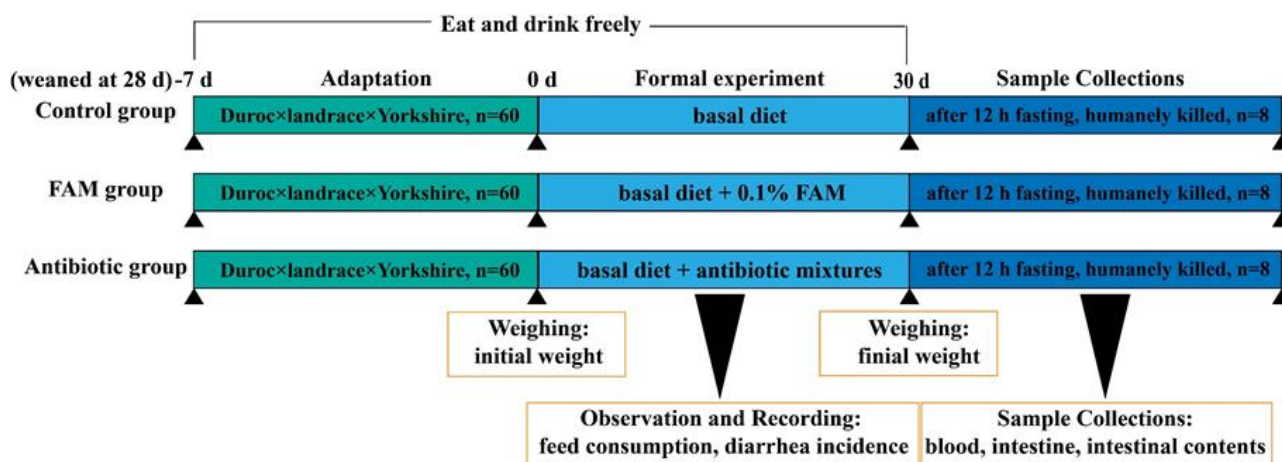 Eat and drink freely
(weaned at 28 d) -7 d Adaptation 0 d Formal experiment 30 d Sample Collections
Control group Duroc×landrace×Yorkshire, n=60 basal diet after 12 h fasting, humanely killed, n=8
FAM group Duroc×landrace×Yorkshire, n=60 basal diet + 0.1% FAM after 12 h fasting, humanely killed, n=8
Antibiotic group Duroc×landrace×Yorkshire, n=60 basal diet + antibiotic mixtures after 12 h fasting, humanely killed, n=8
Weighing:
initial weight
Weighing:
finial weight
Observation and Recording:
feed consumption, diarrhea incidence
Sample Collections:
blood, intestine, intestinal contents